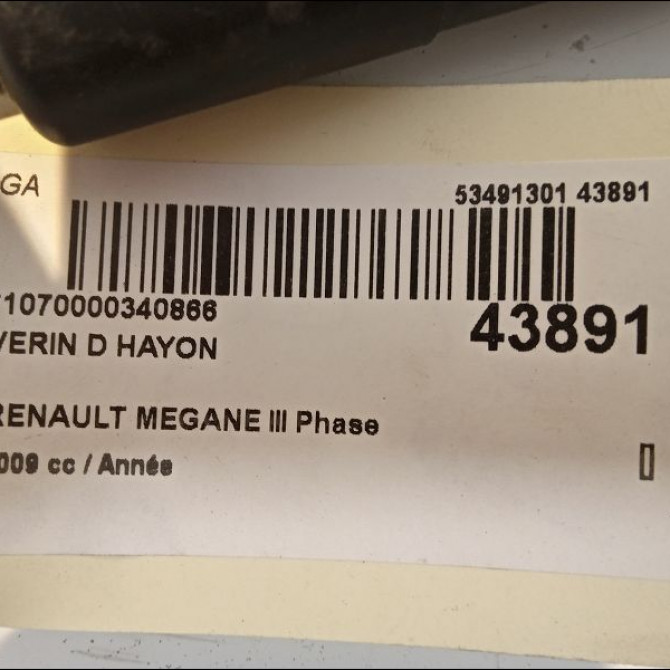 GA
53491301 43891
1070000340866
43891
VERIN D HAYON
RENAULT MEGANE III Phase
009 cc / Année